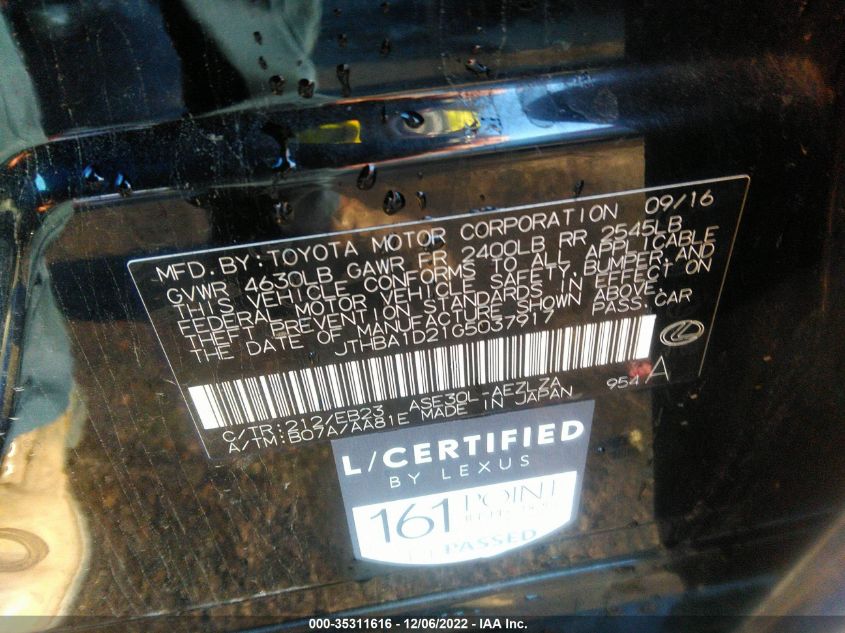 MFD.BY:TOYOTA MOTOR CORPORATION 09/16
GVWR 4630LB GAWR FR 2400LB RR 2545LB
THIS VEHICLE CONFORMS TO ALL APPLICABLE
FEDERAL MOTOR VEHICLE SAFETY,BUMPER,AND
THEFT PREVENTION STANDARDS IN EFFECT ON
THE DATE OF MANUFACTURE SHOWN ABOVE.
JTHBA1D21G5037917 PASS.CAR
C/TR:212/EB23 ASE30L-AEZLZA 954 A
A/TM:B07A/AA81E MADE IN JAPAN
L/CERTIFIED
BY LEXUS
161 POINT
PASSED
000-35311616 - 12/06/2022 - IAA Inc.